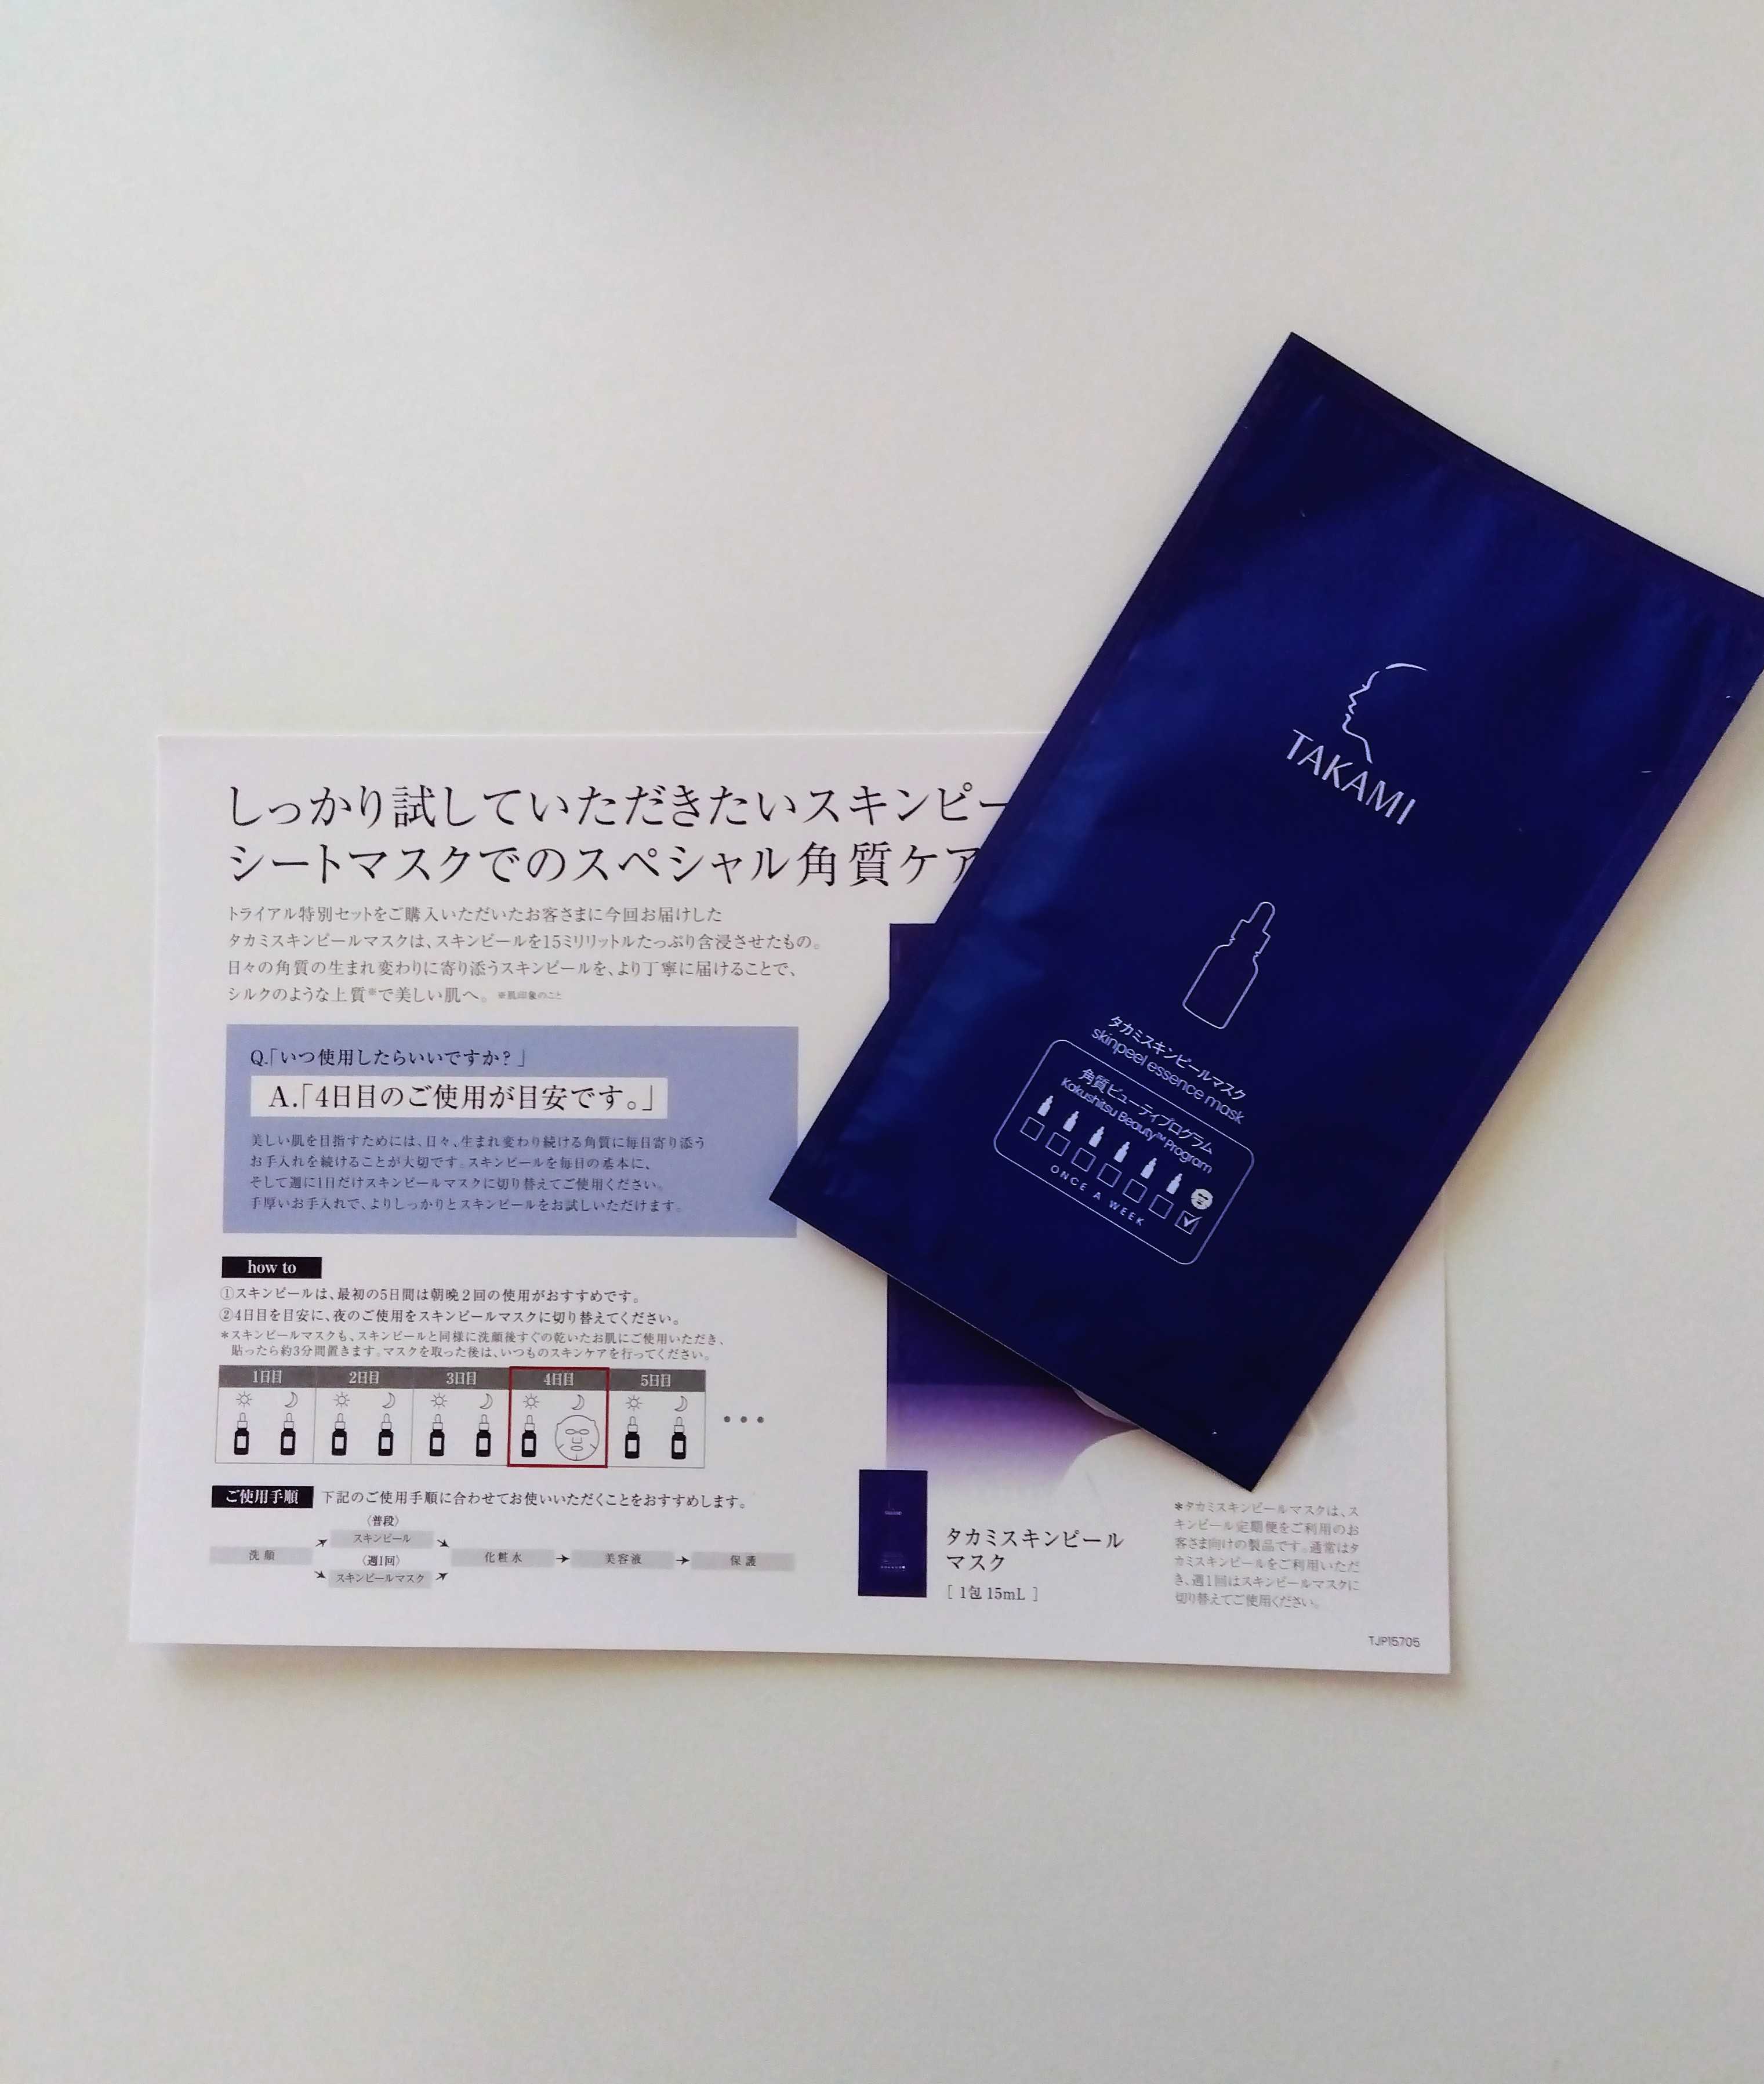 しっかり試していただきたいスキンピー
シートマスクでのスペシャル角質ケア
トライアル特別セットをご購入いただいたお客さまに今回お届けした
タカミスキンピールマスクは、スキンピールを15ミリリットルたっぷり含浸させたもの。
日々の角質の生まれ変わりに寄り添うスキンピールを、より丁寧に届けることで、
シルクのような上質※で美しい肌へ。 ※肌印象のこと
Q.「いつ使用したらいいですか？」
A.「4日目のご使用が目安です。」
美しい肌を目指すためには、日々、生まれ変わり続ける角質に毎日寄り添う
お手入れを続けることが大切です。スキンピールを毎日の基本に、
そして週に1日だけスキンピールマスクに切り替えてご使用ください。
手厚いお手入れで、よりしっかりとスキンピールをお試しいただけます。
how to
①スキンピールは、最初の5日間は朝晩2回の使用がおすすめです。
②4日目を目安に、夜のご使用をスキンピールマスクに切り替えてください。
*スキンピールマスクも、スキンピールと同様に洗顔後すぐの乾いたお肌にご使用いただき、
貼ったら約3分間置きます。マスクを取った後は、いつものスキンケアを行ってください。
1日目 2日目 3日目 4日目 5日目
ご使用手順 下記のご使用手順に合わせてお使いいただくことをおすすめします。
〈普段〉
スキンピール
洗顔 〈週1回〉 化粧水 美容液 保護
スキンピールマスク
TAKAMI
タカミスキンピールマスク
skinpeel essence mask
角質ビューティプログラム
Kakushitsu Beauty™ Program
ONCE A WEEK
タカミスキンピール
マスク
[ 1包 15mL ]
*タカミスキンピールマスクは、ス
キンピール定期便をご利用のお
客さま向けの製品です。通常はタ
カミスキンピールをご利用いただ
き、週1回はスキンピールマスクに
切り替えてご使用ください。
TJP15705